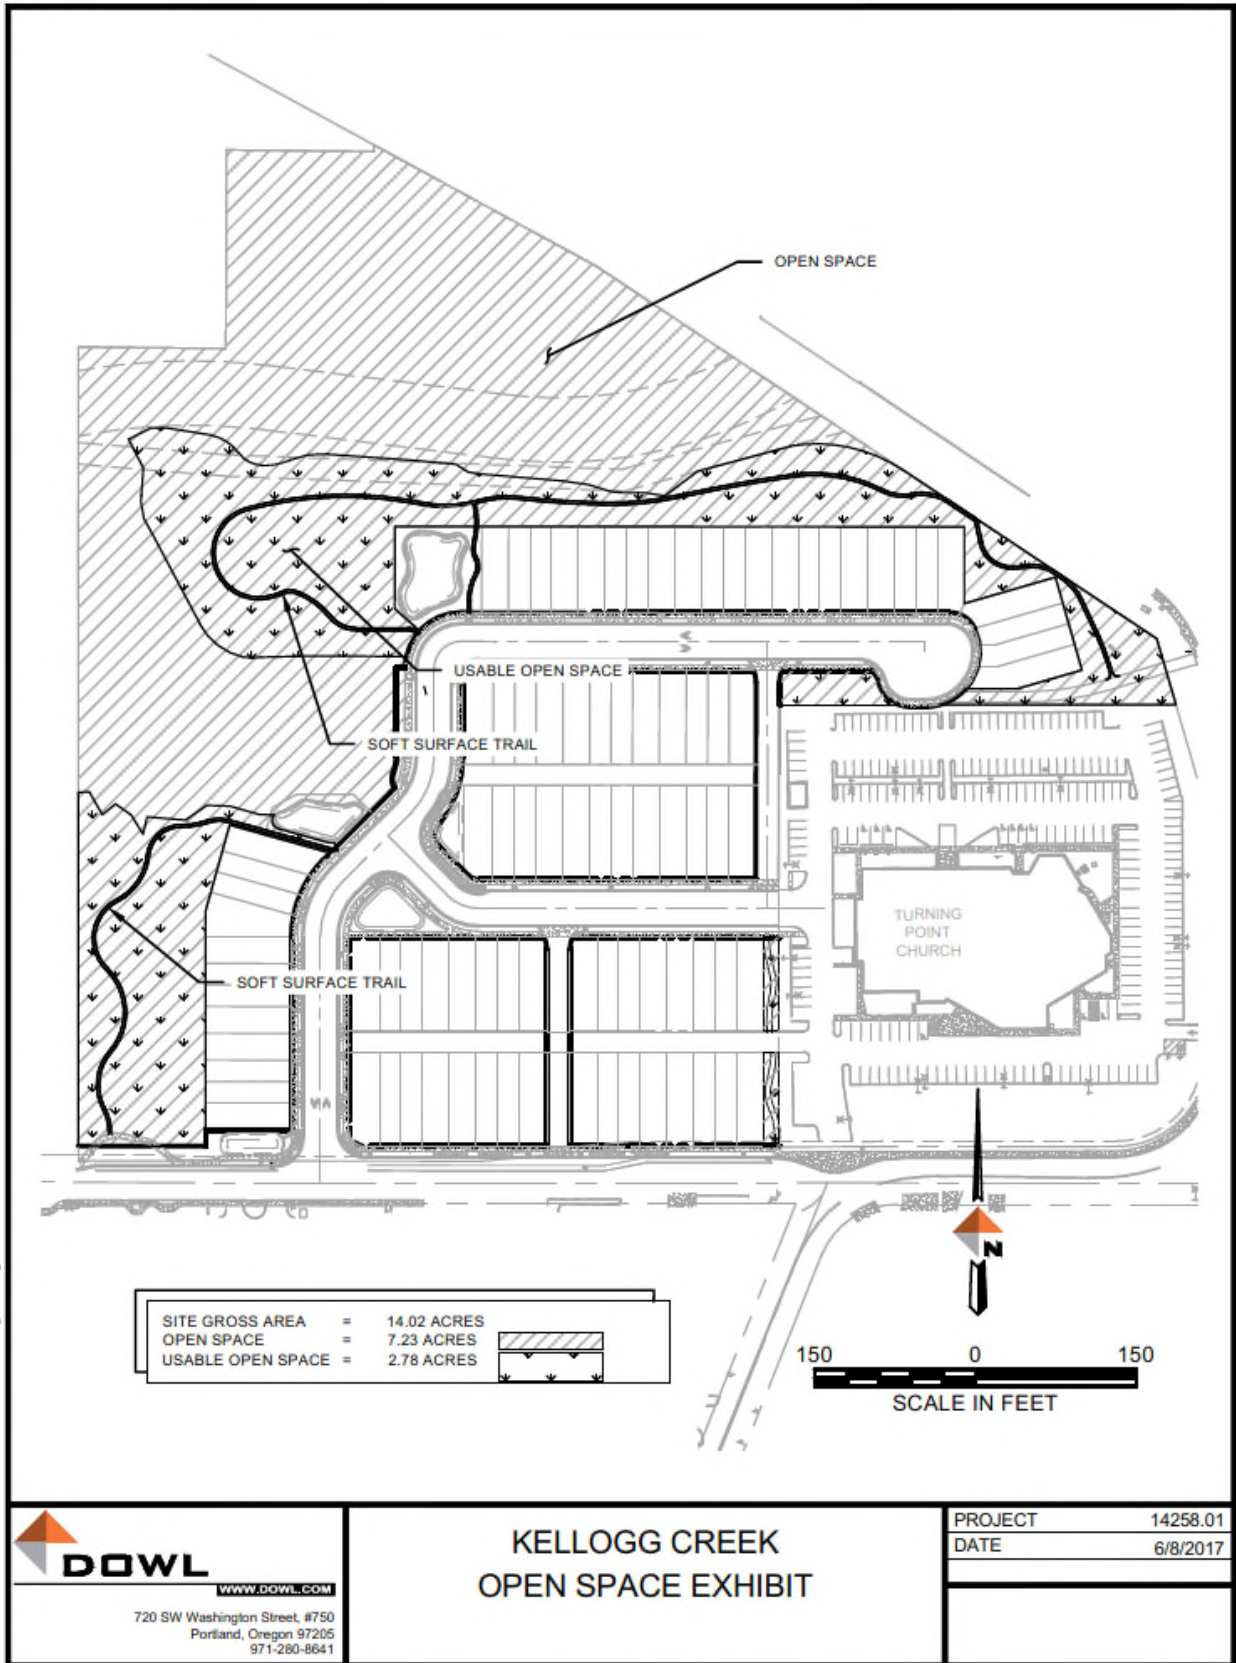 OPEN SPACE
USABLE OPEN SPACE
SOFT SURFACE TRAIL
TURNING
POINT
CHURCH
SOFT SURFACE TRAIL
N
SITE GROSS AREA = 14.02 ACRES
OPEN SPACE = 7.23 ACRES
USABLE OPEN SPACE = 2.78 ACRES
150 0 150
SCALE IN FEET
DOWL
WWW.DOWL.COM
720 SW Washington Street, #750
Portland, Oregon 97205
971-280-8641
KELLOGG CREEK
OPEN SPACE EXHIBIT
PROJECT 14258.01
DATE 6/8/2017